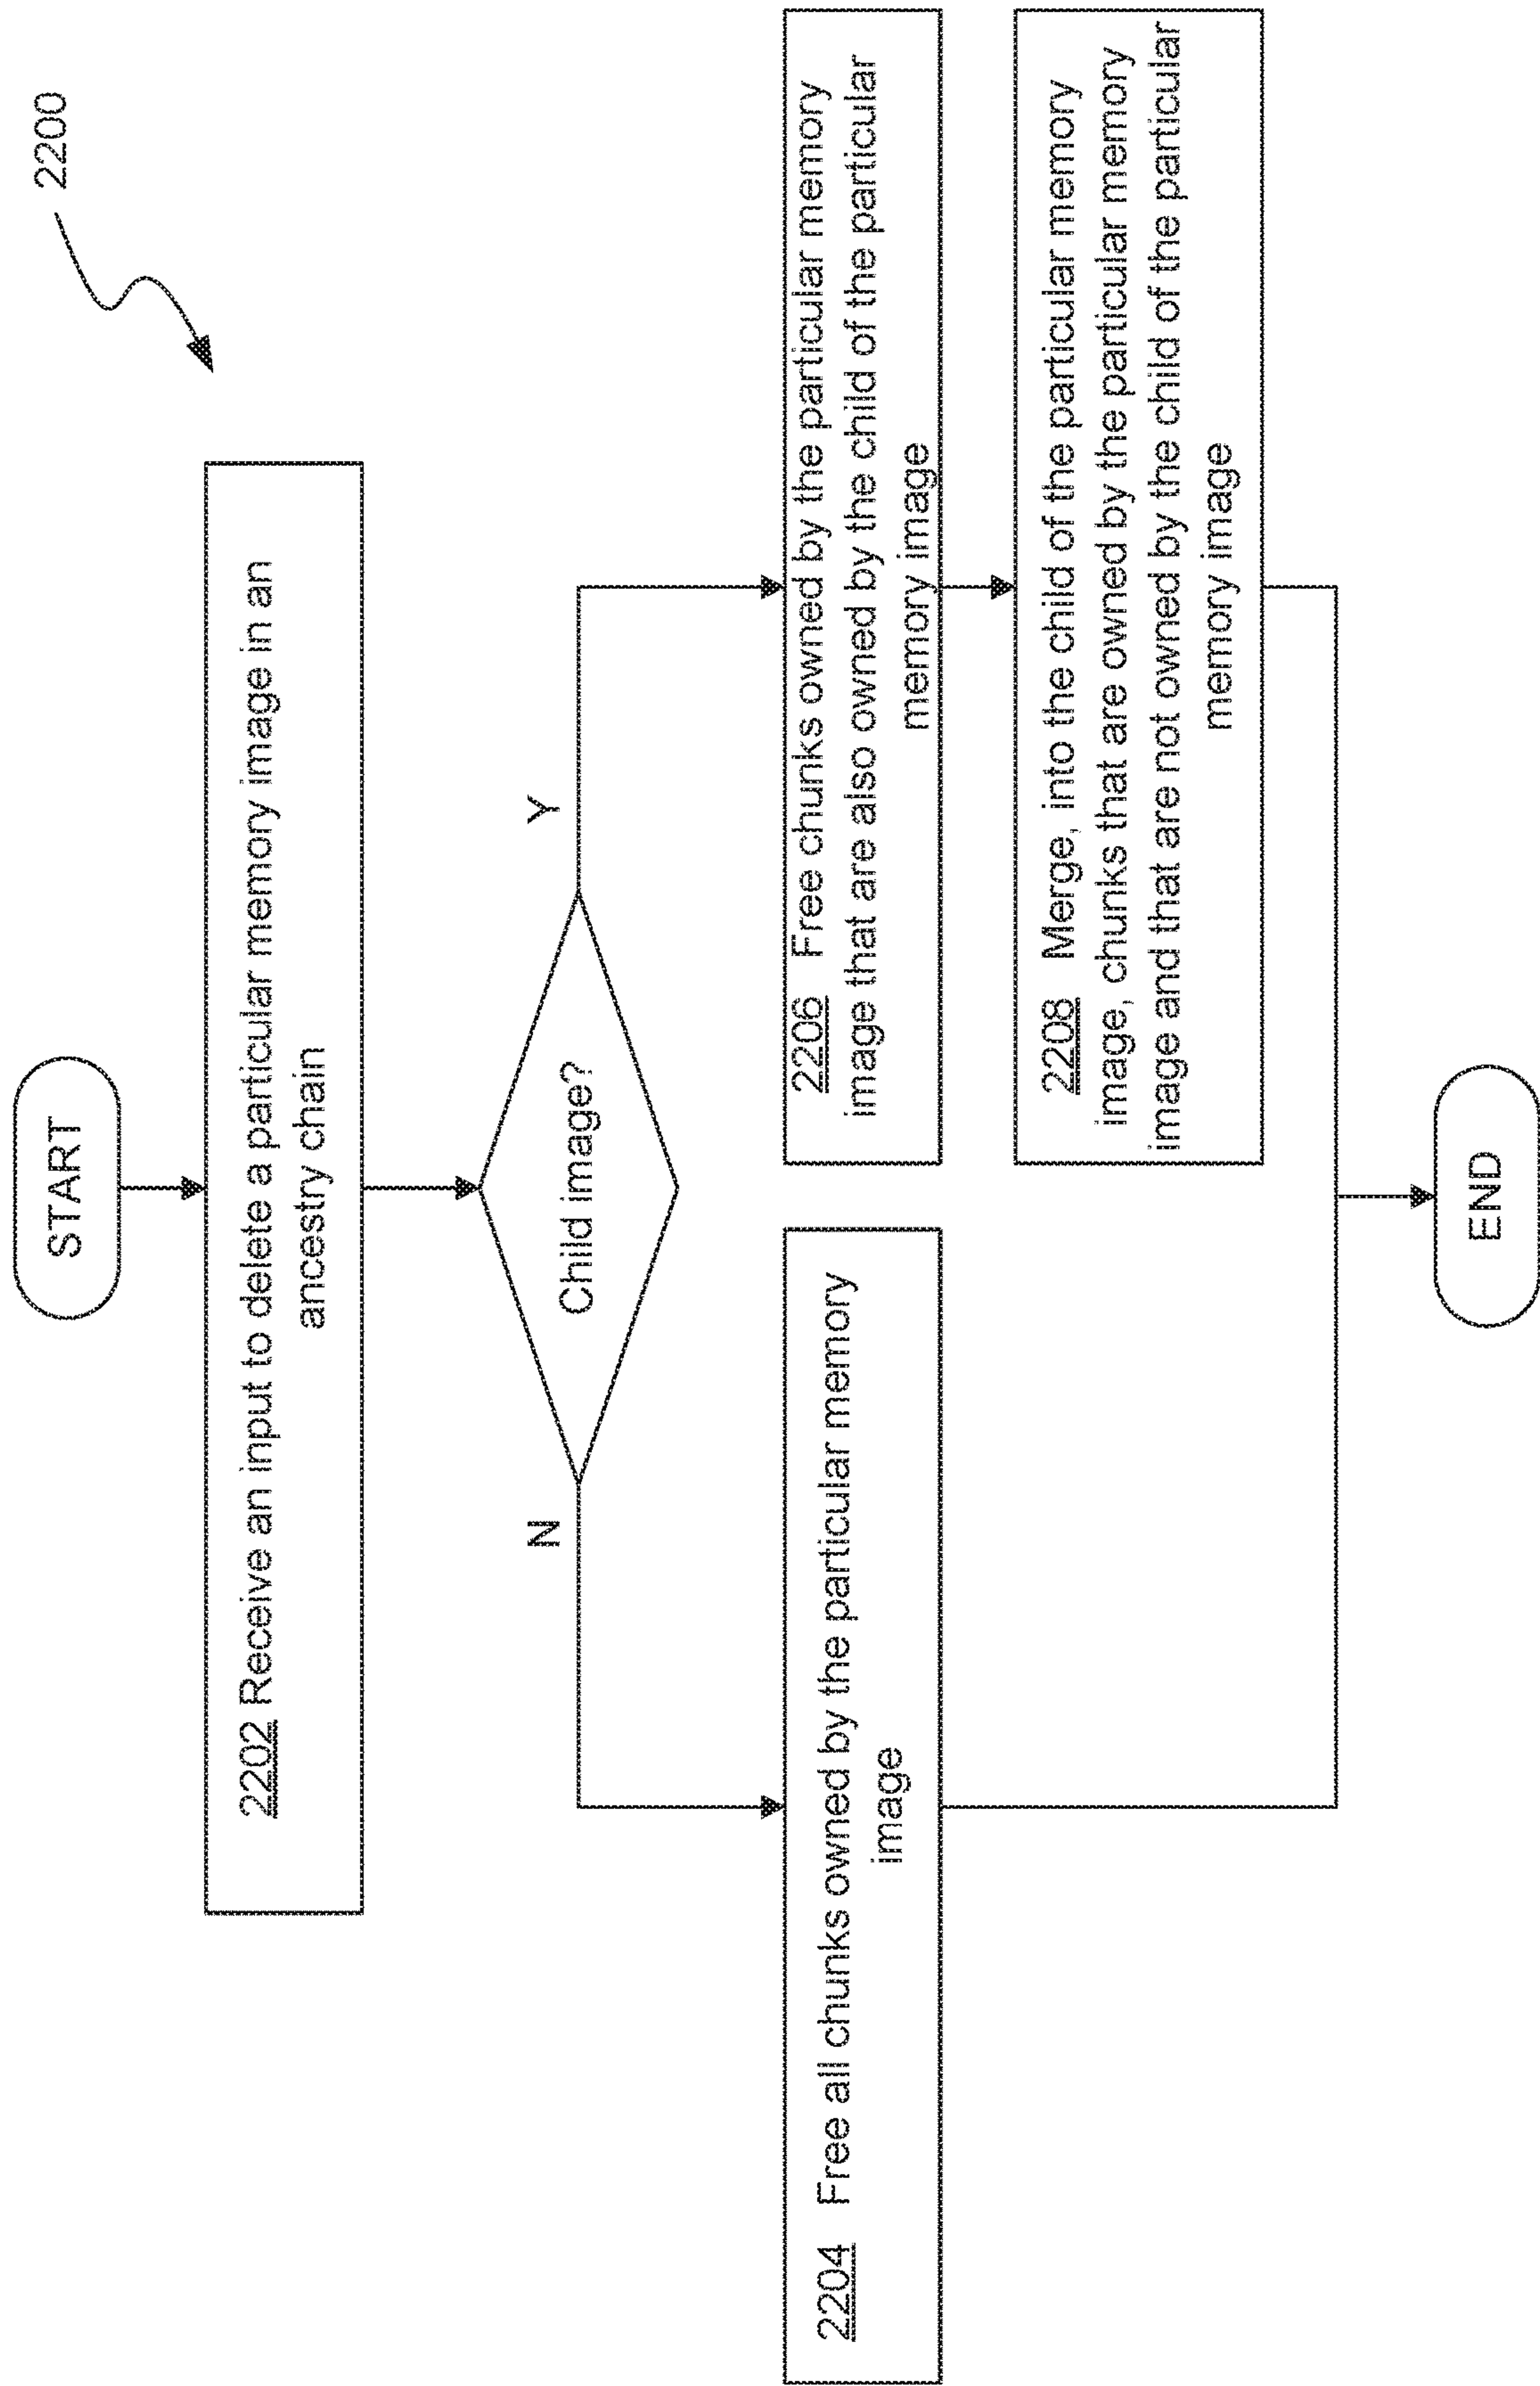 2200
START
2202 Receive an input to delete a particular memory image in an
ancestry chain
Child image?
N
Y
2204 Free all chunks owned by the particular memory
image
2206 Free chunks owned by the particular memory
image that are also owned by the child of the particular
memory image
2208 Merge, into the child of the particular memory
image, chunks that are owned by the particular memory
image and that are not owned by the child of the particular
memory image
END